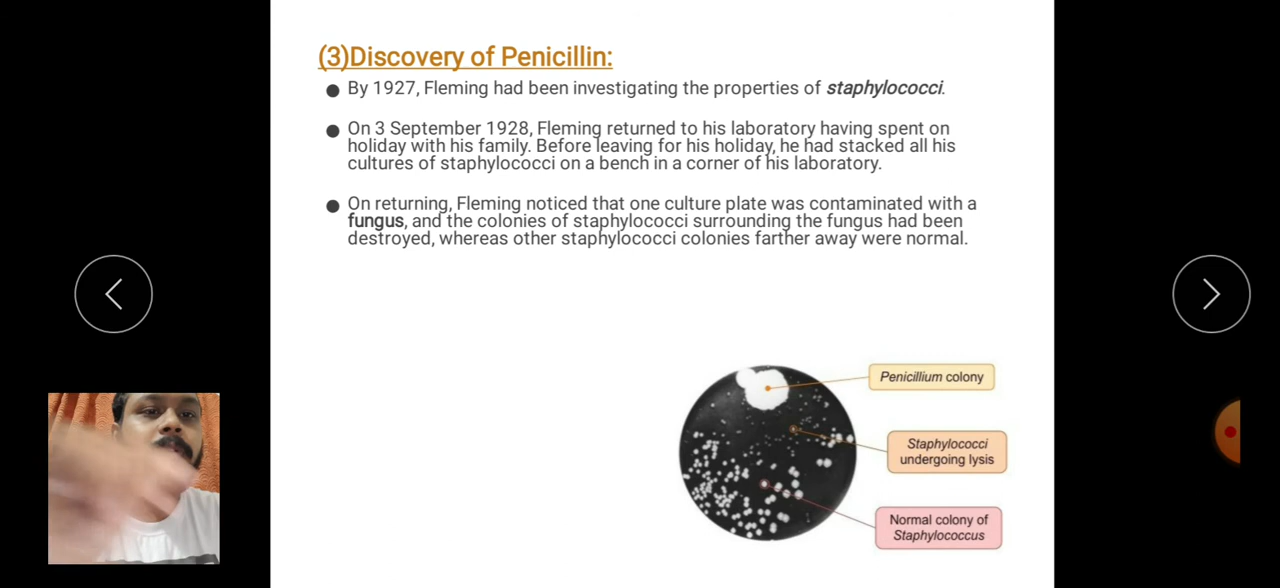 (3)Discovery of Penicillin:
● By 1927, Fleming had been investigating the properties of staphylococci.
● On 3 September 1928, Fleming returned to his laboratory having spent on
holiday with his family. Before leaving for his holiday, he had stacked all his
cultures of staphylococci on a bench in a corner of his laboratory.
● On returning, Fleming noticed that one culture plate was contaminated with a
fungus, and the colonies of staphylococci surrounding the fungus had been
destroyed, whereas other staphylococci colonies farther away were normal.
Penicillium colony
Staphylococci
undergoing lysis
Normal colony of
Staphylococcus